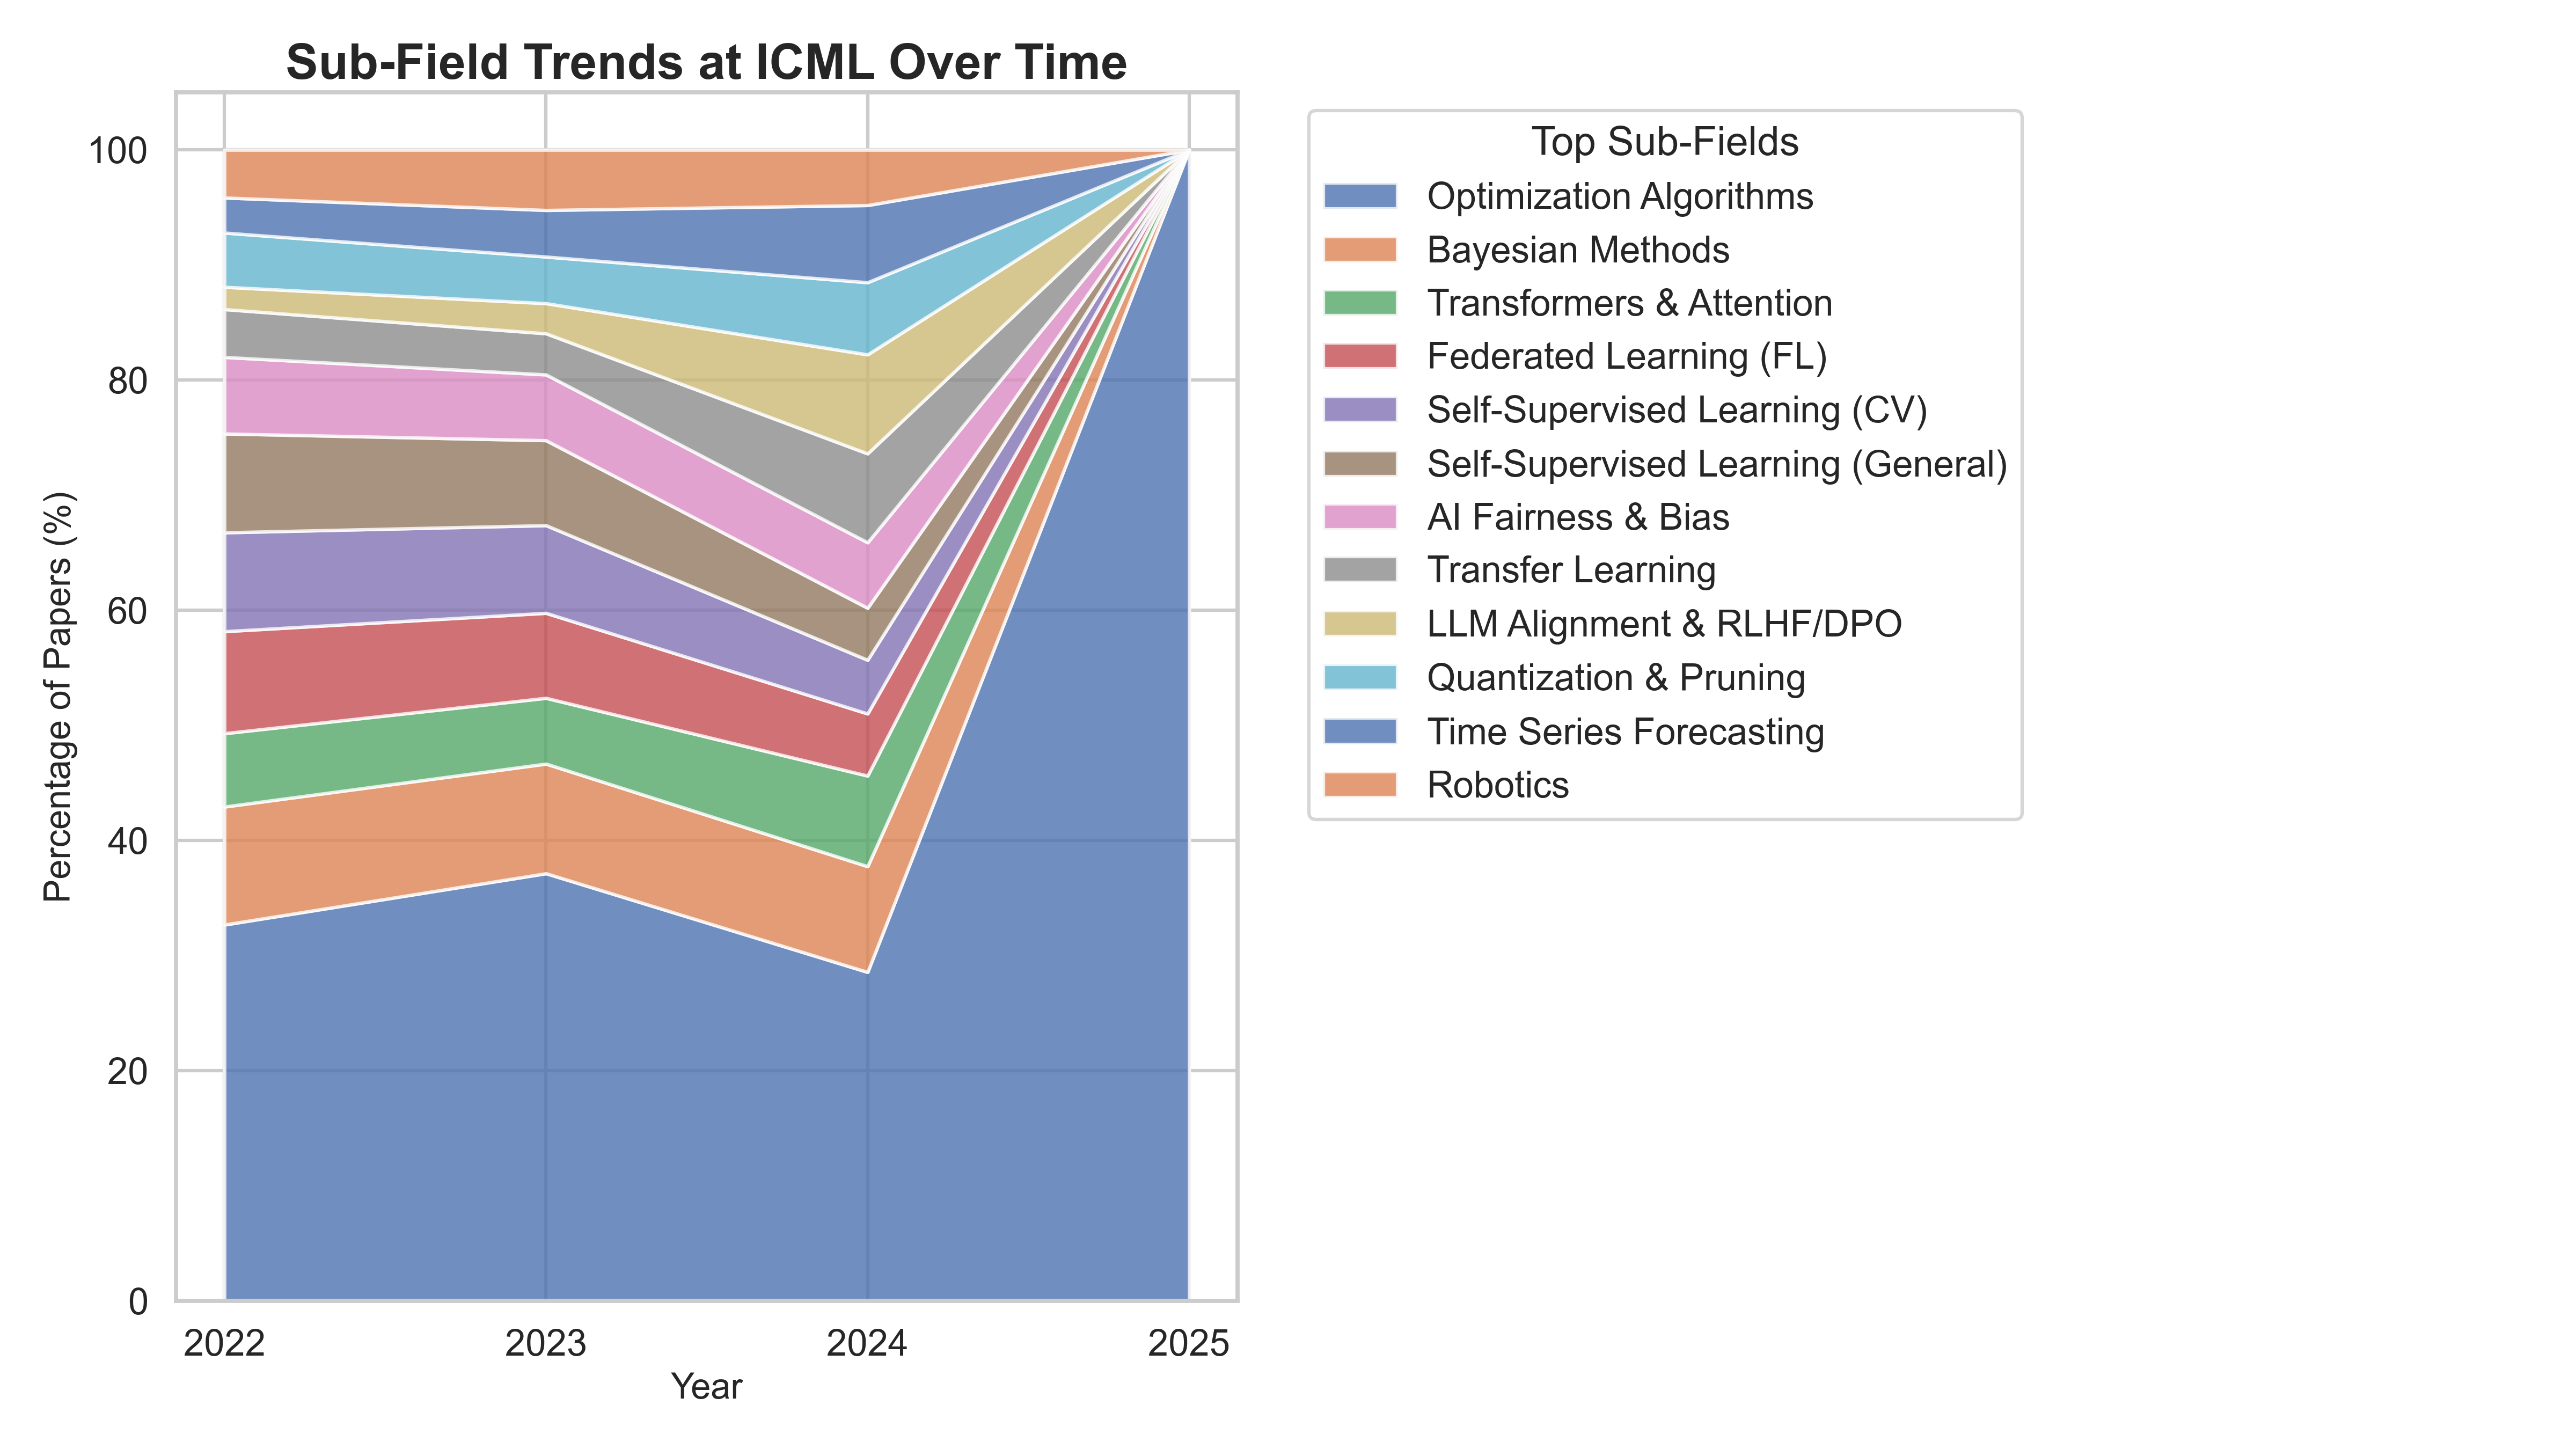 Sub-Field Trends at ICML Over Time
Percentage of Papers (%)
100
80
60
40
20
0
2022 2023 2024 2025
Year
Top Sub-Fields
Optimization Algorithms
Bayesian Methods
Transformers & Attention
Federated Learning (FL)
Self-Supervised Learning (CV)
Self-Supervised Learning (General)
AI Fairness & Bias
Transfer Learning
LLM Alignment & RLHF/DPO
Quantization & Pruning
Time Series Forecasting
Robotics